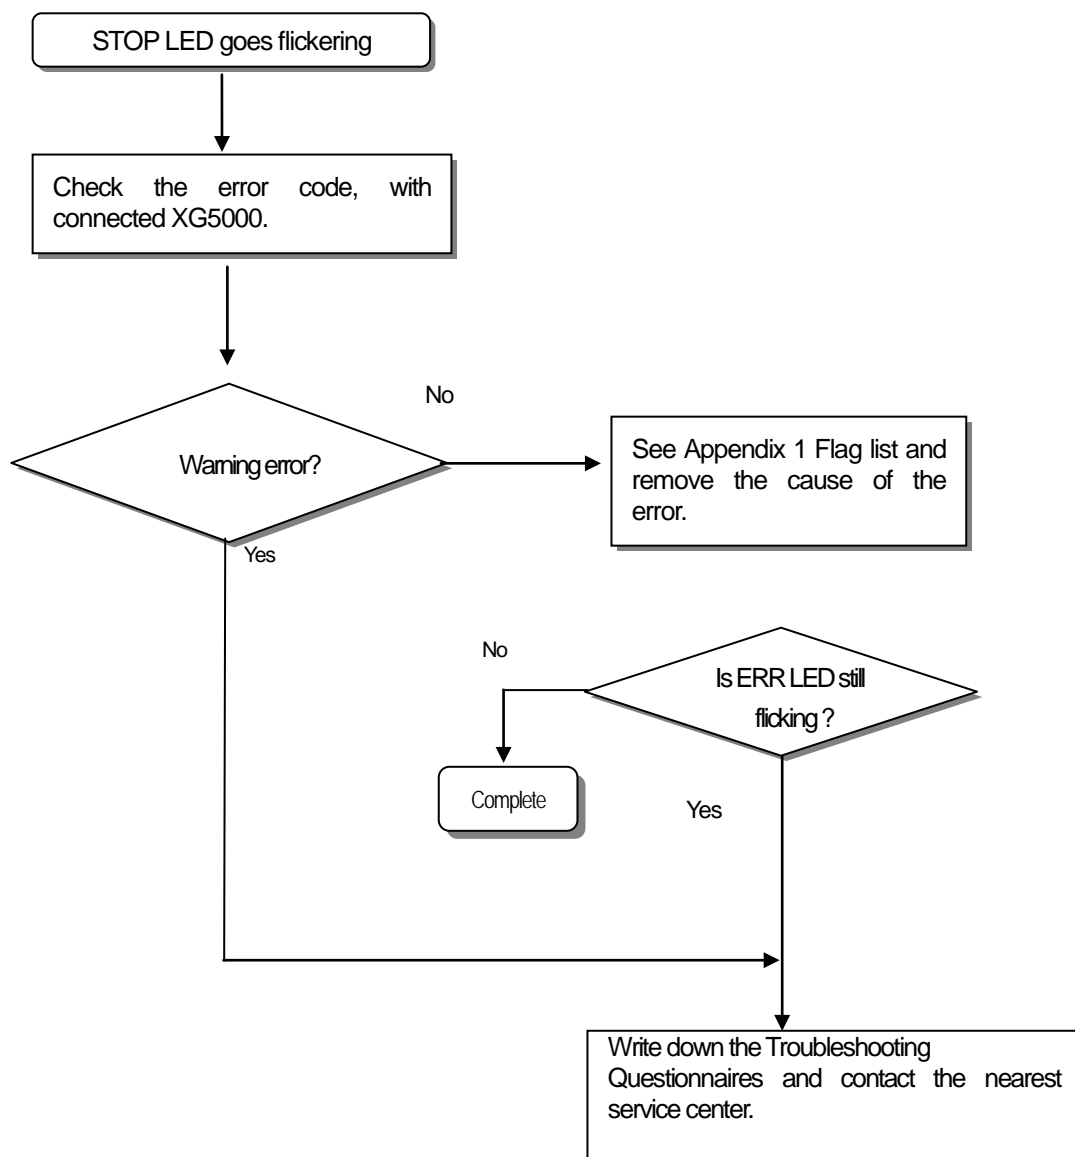 STOP LED goes flickering
Check the error code, with
connected XG5000.
No
Warning error?
See Appendix 1 Flag list and
remove the cause of the
error.
Yes
No
Is ERR LED still
flicking ?
Complete
Yes
Write down the Troubleshooting
Questionnaires and contact the nearest
service center.